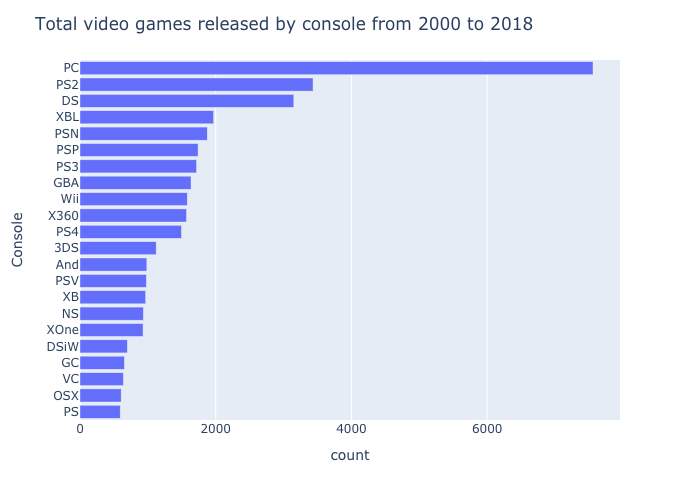 Total video games released by console from 2000 to 2018
PC
PS2
DS
XBL
PSN
PSP
PS3
GBA
Wii
X360
PS4
3DS
And
PSV
XB
NS
XOne
DSiW
GC
VC
OSX
PS
Console
0 2000 4000 6000
count